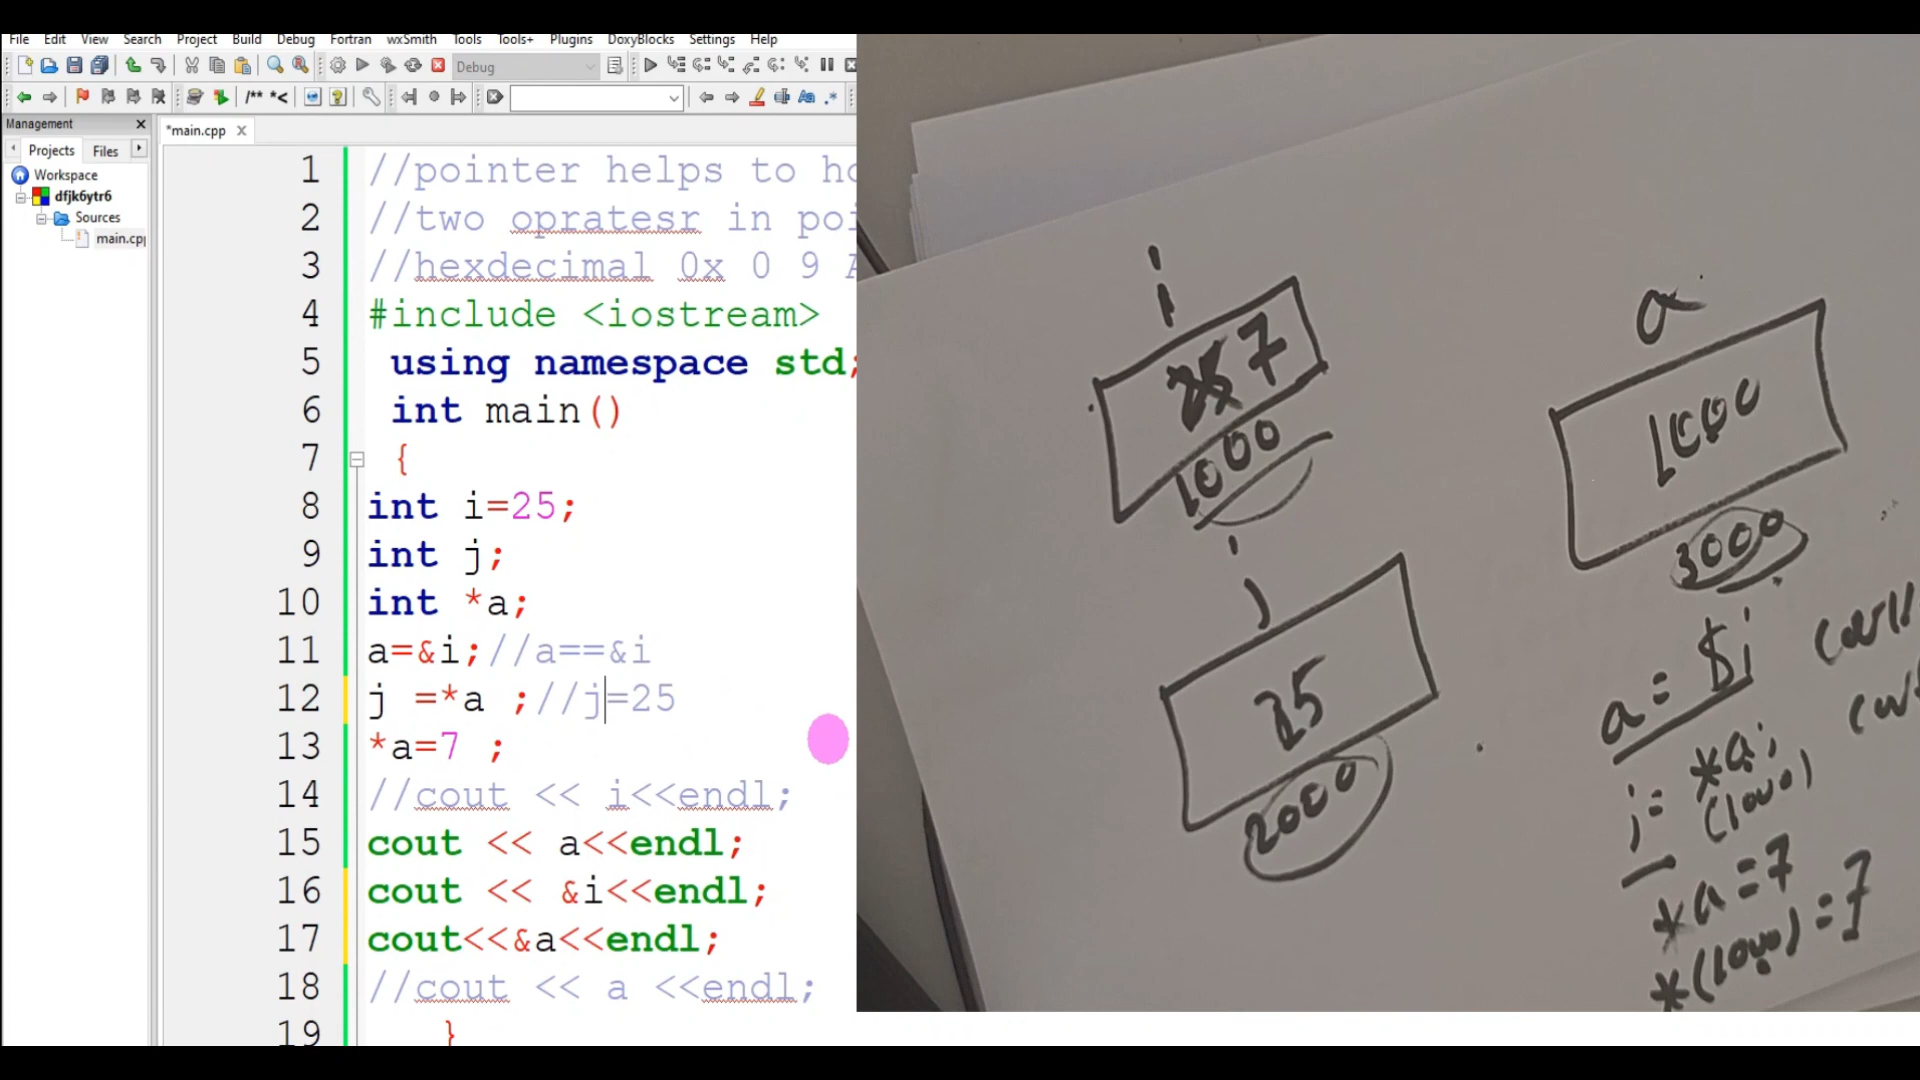 File Edit View Search Project Build Debug Fortran wxSmith Tools Tools+ Plugins DoxyBlocks Settings Help
Debug
/** *<
Management
*main.cpp
Projects Files
Workspace
dfjk6ytr6
Sources
main.cpp
1 //pointer helps to
2 //two opratesr in
3 //hexdecimal 0x 0 9 A
4 #include <iostream>
5 using namespace std;
6 int main()
7 {
8 int i=25;
9 int j;
10 int *a;
11 a=&i;//a==&i
12 j =*a ;//j=25
13 *a=7 ;
14 //cout << i<<endl;
15 cout << a<<endl;
16 cout << &i<<endl;
17 cout<<&a<<endl;
18 //cout << a <<endl;
19 }
i
7
1000
a
1000
3000
j
25
2000
a = $i
j = *a;
(1000)
*a = 7
*(1000) = 7